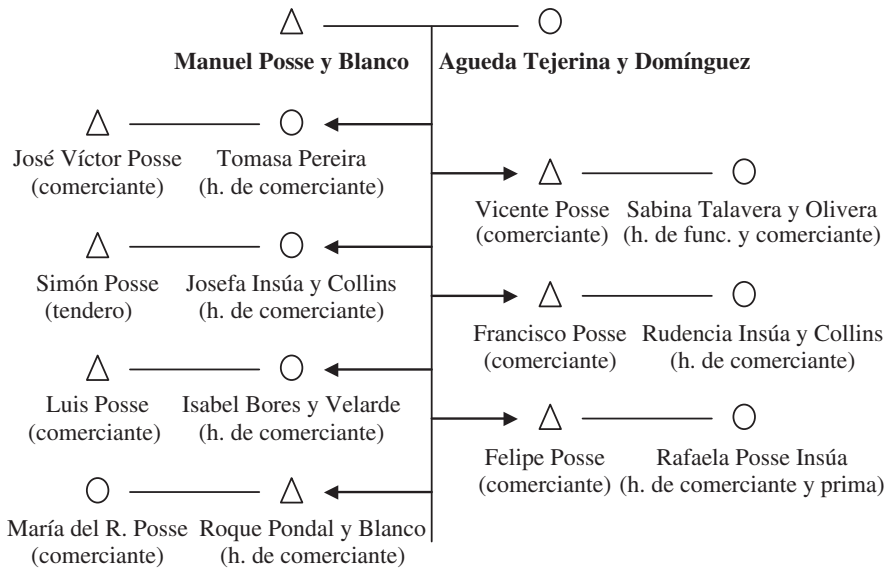 Manuel Posse y Blanco
Agueda Tejerina y Domínguez
José Víctor Posse
(comerciante)
Tomasa Pereira
(h. de comerciante)
Vicente Posse
(comerciante)
Sabina Talavera y Olivera
(h. de func. y comerciante)
Simón Posse
(tendero)
Josefa Insúa y Collins
(h. de comerciante)
Francisco Posse
(comerciante)
Rudencia Insúa y Collins
(h. de comerciante)
Luis Posse
(comerciante)
Isabel Bores y Velarde
(h. de comerciante)
Felipe Posse
(comerciante)
Rafaela Posse Insúa
(h. de comerciante y prima)
María del R. Posse
(comerciante)
Roque Pondal y Blanco
(h. de comerciante)